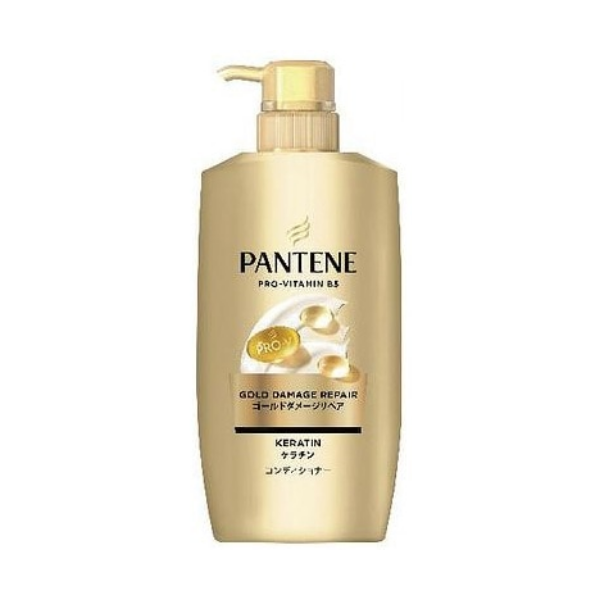 PANTENE
PRO-VITAMIN B5
PRO-V
GOLD DAMAGE REPAIR
ゴールドダメージリペア
KERATIN
ケラチン
コンディショナー